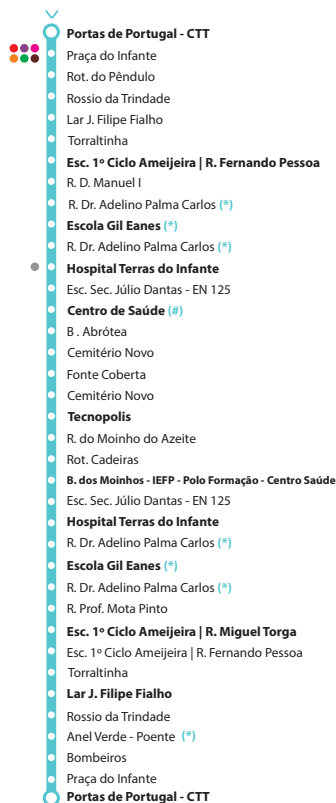 Portas de Portugal - CTT
Praça do Infante
Rot. do Pêndulo
Rossio da Trindade
Lar J. Filipe Fialho
Torraltinha
Esc. 1º Ciclo Ameijeira | R. Fernando Pessoa
R. D. Manuel I
R. Dr. Adelino Palma Carlos (*)
Escola Gil Eanes (*)
R. Dr. Adelino Palma Carlos (*)
Hospital Terras do Infante
Esc. Sec. Júlio Dantas - EN 125
Centro de Saúde (#)
B . Abrótea
Cemitério Novo
Fonte Coberta
Cemitério Novo
Tecnopolis
R. do Moinho do Azeite
Rot. Cadeiras
B. dos Moinhos - IEFP - Polo Formação - Centro Saúde
Esc. Sec. Júlio Dantas - EN 125
Hospital Terras do Infante
R. Dr. Adelino Palma Carlos (*)
Escola Gil Eanes (*)
R. Dr. Adelino Palma Carlos (*)
R. Prof. Mota Pinto
Esc. 1º Ciclo Ameijeira | R. Miguel Torga
Esc. 1º Ciclo Ameijeira | R. Fernando Pessoa
Torraltinha
Lar J. Filipe Fialho
Rossio da Trindade
Anel Verde - Poente (*)
Bombeiros
Praça do Infante
Portas de Portugal - CTT